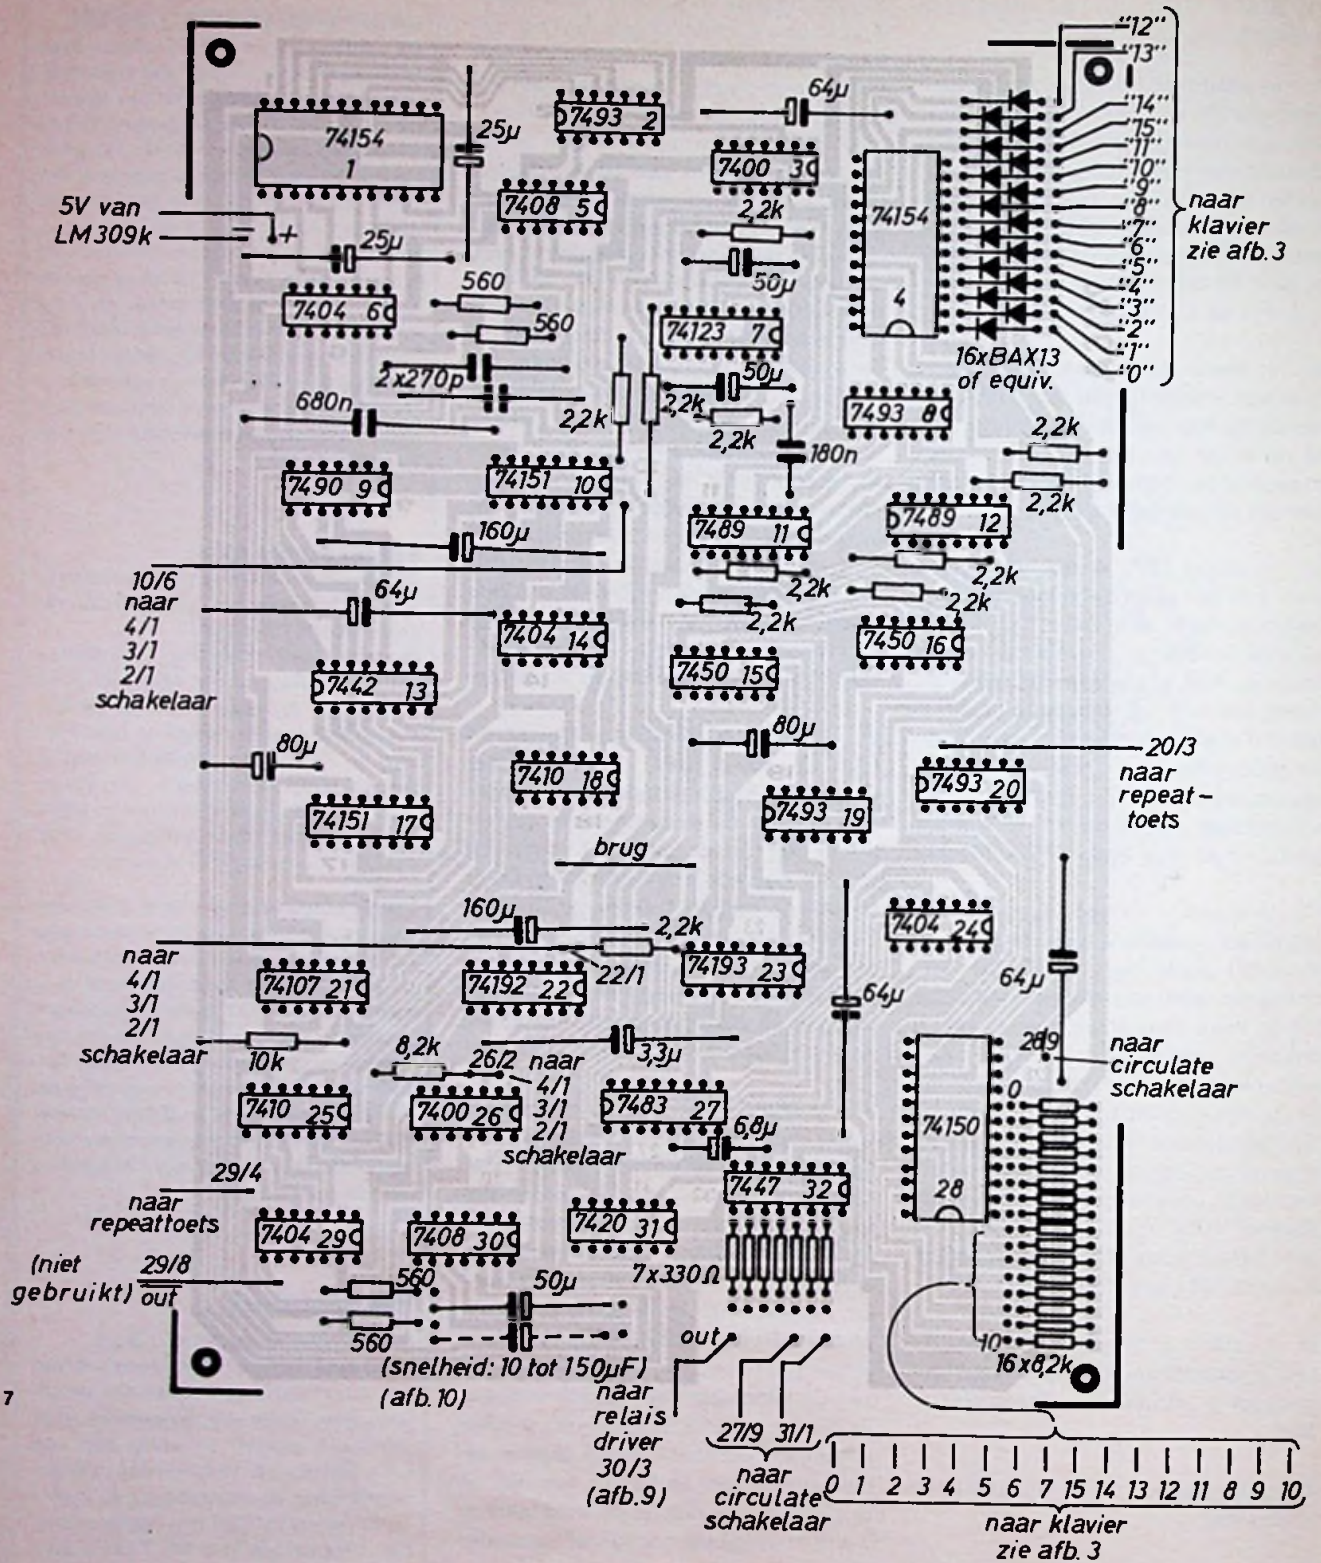 "12"
"13"
"14"
"15"
"11"
"10"
"9"
"8"
"7"
"6"
"5"
"4"
"3"
"2"
"1"
"0"
naar
klavier
zie afb. 3
64µ
7493 2
74154
1
25µ
7400 3
7408 5
2,2k
74154
4
5V van
LM309k
- +
25µ
50µ
560
7404 6
560
74123 7
16xBAX13
of equiv.
2x270p
50µ
680n
2,2k
2,2k
2,2k
7493 8
180n
2,2k
2,2k
7490 9
74151 10
7489 11
7489 12
160µ
10/6
naar
4/1
3/1
2/1
schakelaar
64µ
2,2k
2,2k
2,2k
2,2k
7404 14
7450 15
7450 16
7442 13
80µ
80µ
20/3
naar
repeat-
toets
7410 18
7493 20
74151 17
7493 19
brug
160µ
2,2k
7404 24
naar
4/1
3/1
2/1
schakelaar
22/1
74107 21
74192 22
74193 23
64µ
64µ
10k
8,2k
26/2
naar
4/1
3/1
2/1
schakelaar
3,3µ
28/9
naar
circulate
schakelaar
0
7410 25
7400 26
7483 27
74150
28
6,8µ
29/4
naar
repeattoets
7447 32
7404 29
7408 30
7420 31
(niet
gebruikt)
29/8
out
560
50µ
7x330Ω
560
out
10
16x8,2k
(snelheid: 10 tot 150µF)
(afb. 10)
7
naar
relais
driver
30/3
(afb.9)
27/9 31/1
naar
circulate
schakelaar
0 1 2 3 4 5 6 7 15 14 13 12 11 8 9 10
naar klavier
zie afb. 3